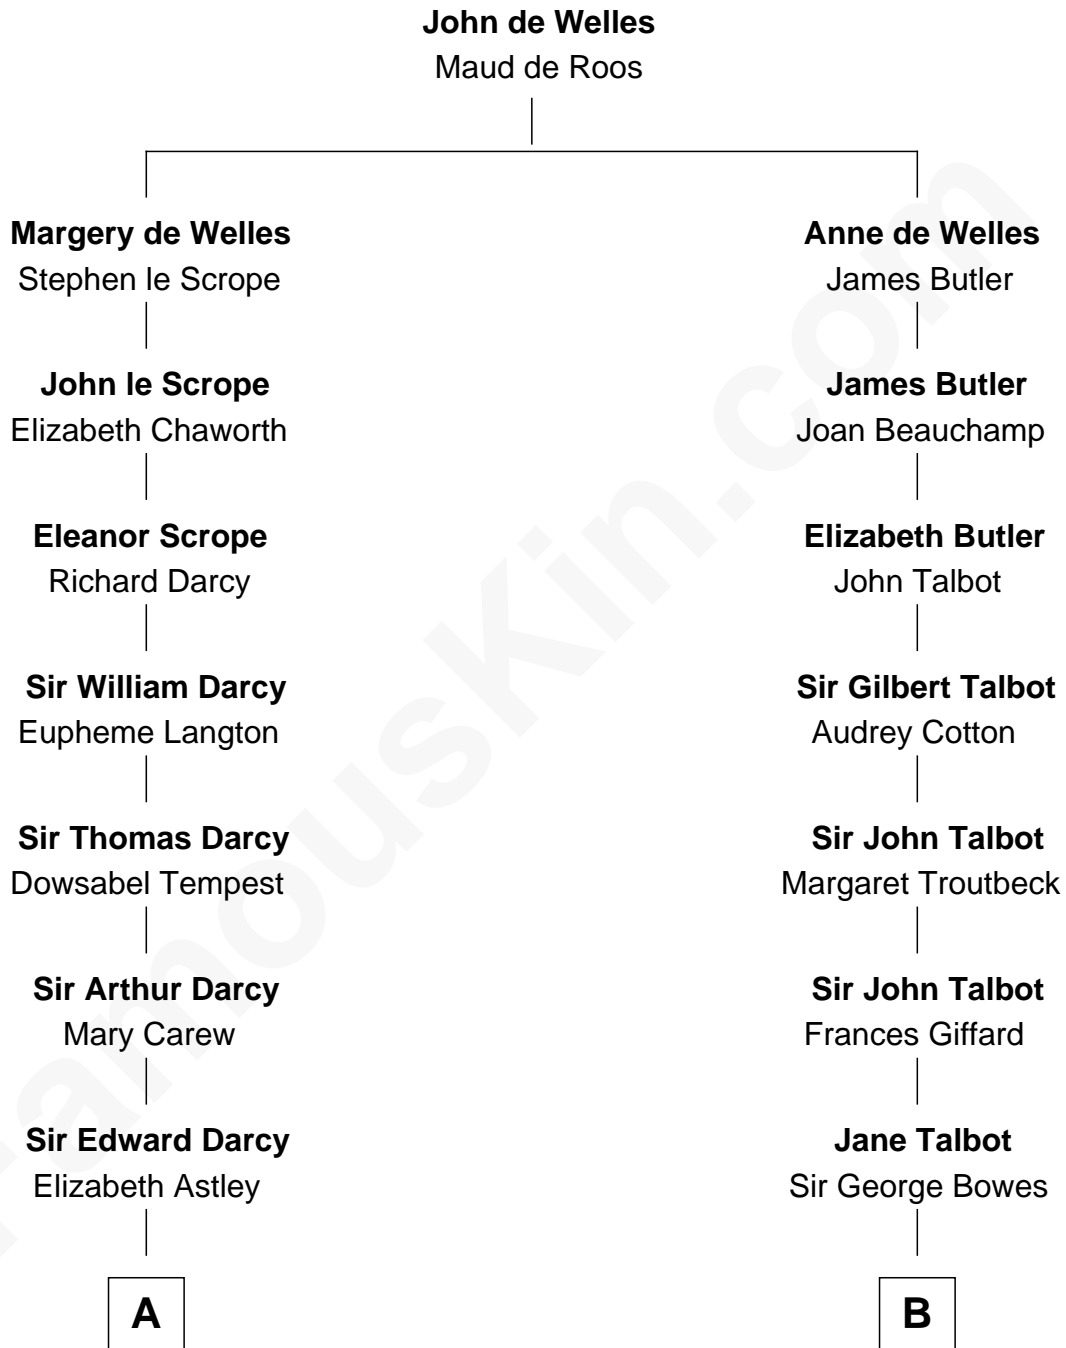 John de Welles
Maud de Roos
Margery de Welles
Stephen le Scrope
Anne de Welles
James Butler
John le Scrope
Elizabeth Chaworth
James Butler
Joan Beauchamp
Eleanor Scrope
Richard Darcy
Elizabeth Butler
John Talbot
Sir William Darcy
Eupheme Langton
Sir Gilbert Talbot
Audrey Cotton
Sir Thomas Darcy
Dowsabel Tempest
Sir John Talbot
Margaret Troutbeck
Sir Arthur Darcy
Mary Carew
Sir John Talbot
Frances Giffard
Sir Edward Darcy
Elizabeth Astley
Jane Talbot
Sir George Bowes
A
B
FamousKin.com